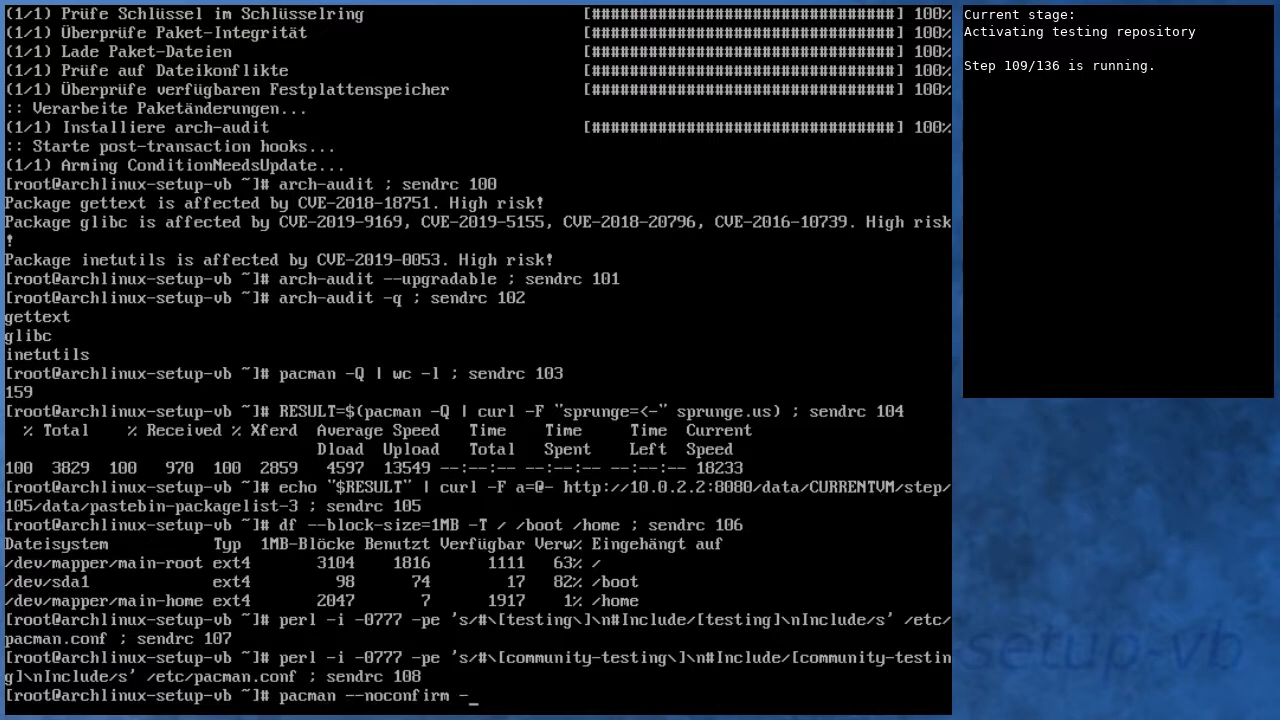 (1/1) Prüfe Schlüssel im Schlüsselring [################################] 100%
(1/1) Überprüfe Paket-Integrität [################################] 100%
(1/1) Lade Paket-Dateien [################################] 100%
(1/1) Prüfe auf Dateikonflikte [################################] 100%
(1/1) Überprüfe verfügbaren Festplattenspeicher [################################] 100%
:: Verarbeite Paketänderungen...
(1/1) Installiere arch-audit [################################] 100%
:: Starte post-transaction hooks...
(1/1) Arming ConditionNeedsUpdate...
[root@archlinux-setup-vb ~]# arch-audit ; sendrc 100
Package gettext is affected by CVE-2018-18751. High risk!
Package glibc is affected by CVE-2019-9169, CVE-2019-5155, CVE-2018-20796, CVE-2016-10739. High risk
!
Package inetutils is affected by CVE-2019-0053. High risk!
[root@archlinux-setup-vb ~]# arch-audit --upgradable ; sendrc 101
[root@archlinux-setup-vb ~]# arch-audit -q ; sendrc 102
gettext
glibc
inetutils
[root@archlinux-setup-vb ~]# pacman -Q | wc -l ; sendrc 103
159
[root@archlinux-setup-vb ~]# RESULT=$(pacman -Q | curl -F "sprunge=<-" sprunge.us) ; sendrc 104
% Total % Received % Xferd Average Speed Time Time Time Current
Dload Upload Total Spent Left Speed
100 3829 100 970 100 2859 4597 13549 --:--:-- --:--:-- --:--:-- 18233
[root@archlinux-setup-vb ~]# echo "$RESULT" | curl -F a=@- http://10.0.2.2:8080/data/CURRENTVM/step/
105/data/pastebin-packagelist-3 ; sendrc 105
[root@archlinux-setup-vb ~]# df --block-size=1MB -T / /boot /home ; sendrc 106
Dateisystem Typ 1MB-Blöcke Benutzt Verfügbar Verw% Eingehängt auf
/dev/mapper/main-root ext4 3104 1816 1111 63% /
/dev/sda1 ext4 98 74 17 82% /boot
/dev/mapper/main-home ext4 2047 7 1917 1% /home
[root@archlinux-setup-vb ~]# perl -i -0777 -pe 's/#\[testing\]\n#Include/[testing]\nInclude/s' /etc/
pacman.conf ; sendrc 107
[root@archlinux-setup-vb ~]# perl -i -0777 -pe 's/#\[community-testing\]\n#Include/[community-testin
g]\nInclude/s' /etc/pacman.conf ; sendrc 108
[root@archlinux-setup-vb ~]# pacman --noconfirm -_
Current stage:
Activating testing repository
Step 109/136 is running.
setup-vb